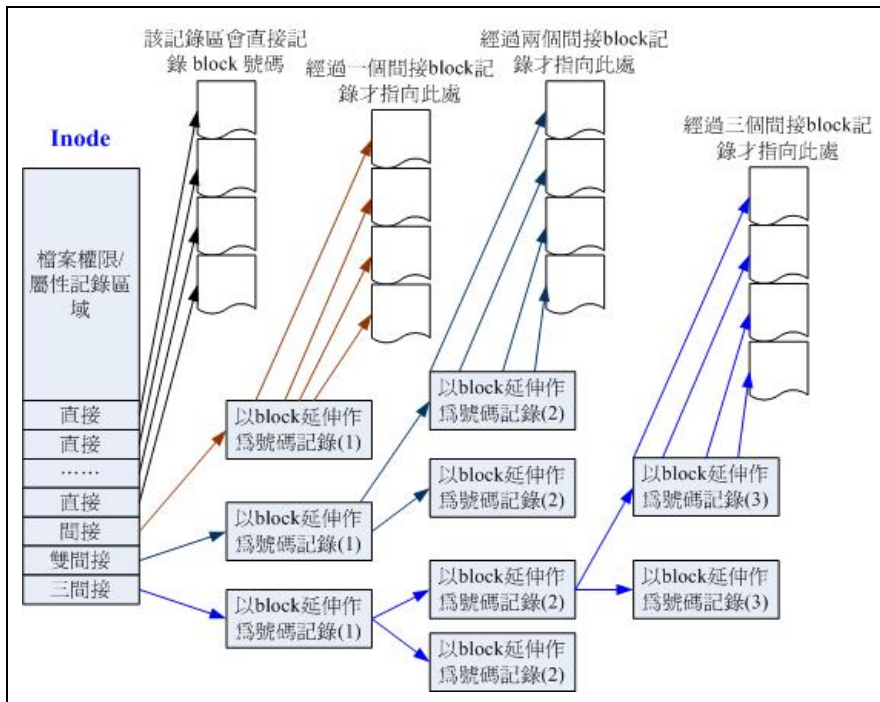 該記錄區會直接記
錄 block 號碼
經過一個間接block記
錄才指向此處
經過兩個間接block記
錄才指向此處
經過三個間接block記
錄才指向此處
Inode
檔案權限/
屬性記錄區
域
直接
直接
......
直接
間接
雙間接
三間接
以block延伸作
為號碼記錄(1)
以block延伸作
為號碼記錄(2)
以block延伸作
為號碼記錄(1)
以block延伸作
為號碼記錄(2)
以block延伸作
為號碼記錄(3)
以block延伸作
為號碼記錄(1)
以block延伸作
為號碼記錄(2)
以block延伸作
為號碼記錄(3)
以block延伸作
為號碼記錄(2)